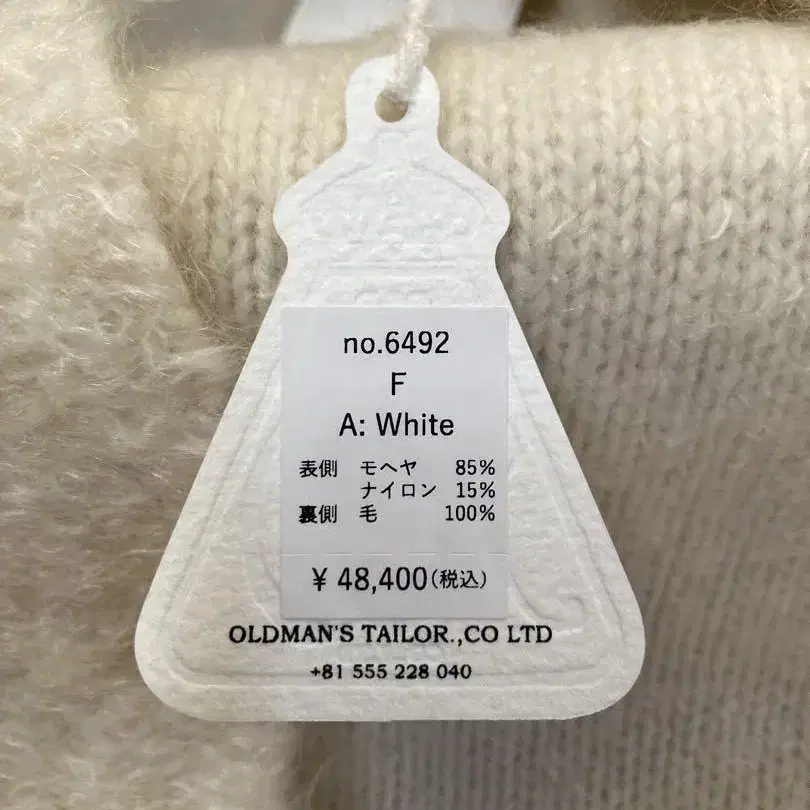 no.6492
F
A: White
表側 モヘヤ 85%
ナイロン 15%
裏側 毛 100%
¥ 48,400(税込)
OLDMAN'S TAILOR.,CO LTD
+81 555 228 040